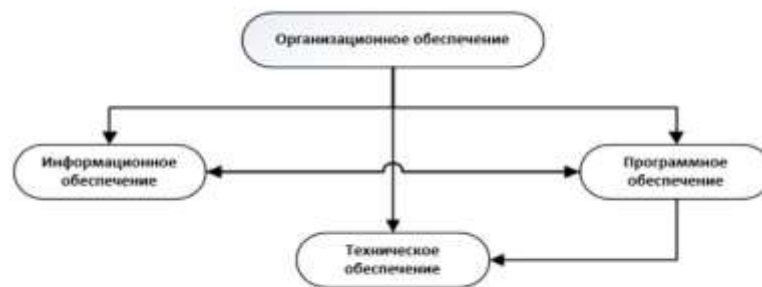 Организационное обеспечение
Информационное
обеспечение
Программное
обеспечение
Техническое
обеспечение